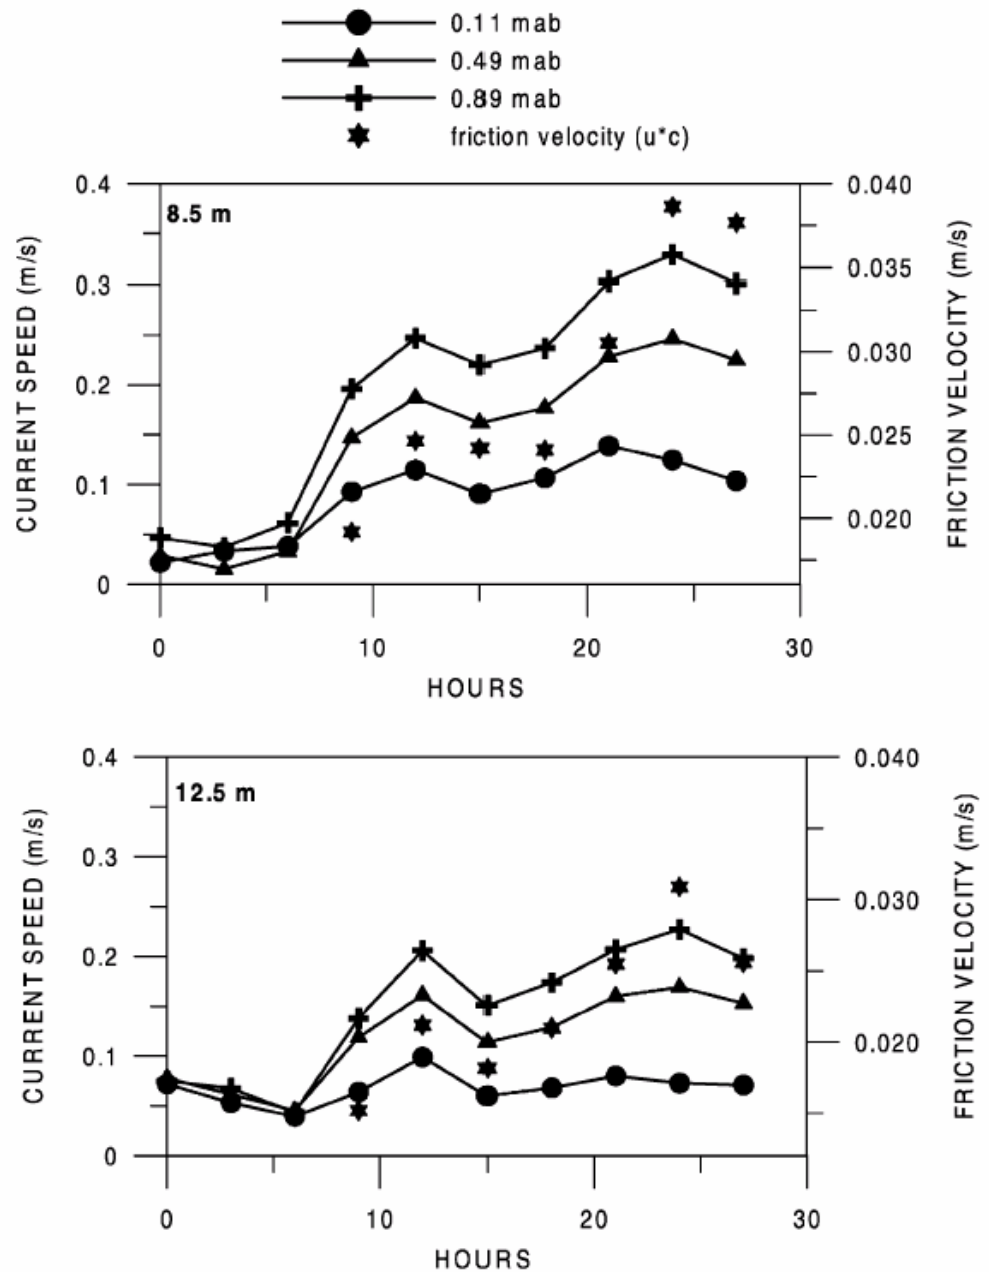 0.11 mab
0.49 mab
0.89 mab
friction velocity (u*c)
8.5 m
CURRENT SPEED (m/s)
0.4
0.3
0.2
0.1
0
FRICTION VELOCITY (m/s)
0.040
0.035
0.030
0.025
0.020
0 10 20 30
HOURS
12.5 m
CURRENT SPEED (m/s)
0.4
0.3
0.2
0.1
0
FRICTION VELOCITY (m/s)
0.040
0.030
0.020
0 10 20 30
HOURS